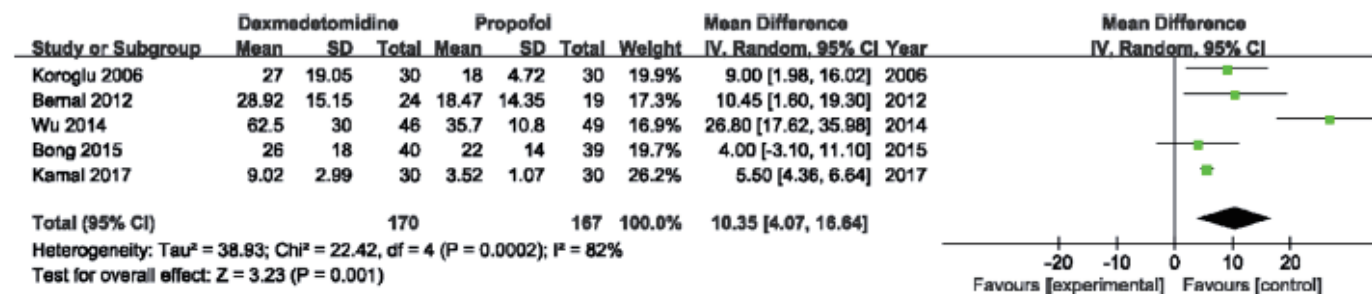 Dexmedetomidine Propofol Mean Difference Mean Difference
Study or Subgroup Mean SD Total Mean SD Total Weight IV, Random, 95% CI Year IV, Random, 95% CI
Koroglu 2006 27 19.05 30 18 4.72 30 19.9% 9.00 [1.98, 16.02] 2006
Bernal 2012 28.92 15.15 24 18.47 14.35 19 17.3% 10.45 [1.60, 19.30] 2012
Wu 2014 62.5 30 46 35.7 10.8 49 16.9% 26.80 [17.62, 35.98] 2014
Bong 2015 26 18 40 22 14 39 19.7% 4.00 [-3.10, 11.10] 2015
Kamal 2017 9.02 2.99 30 3.52 1.07 30 26.2% 5.50 [4.36, 6.64] 2017
Total (95% CI) 170 167 100.0% 10.35 [4.07, 16.64]
Heterogeneity: Tau² = 38.93; Chi² = 22.42, df = 4 (P = 0.0002); I² = 82%
Test for overall effect: Z = 3.23 (P = 0.001)
-20 -10 0 10 20
Favours [experimental] Favours [control]